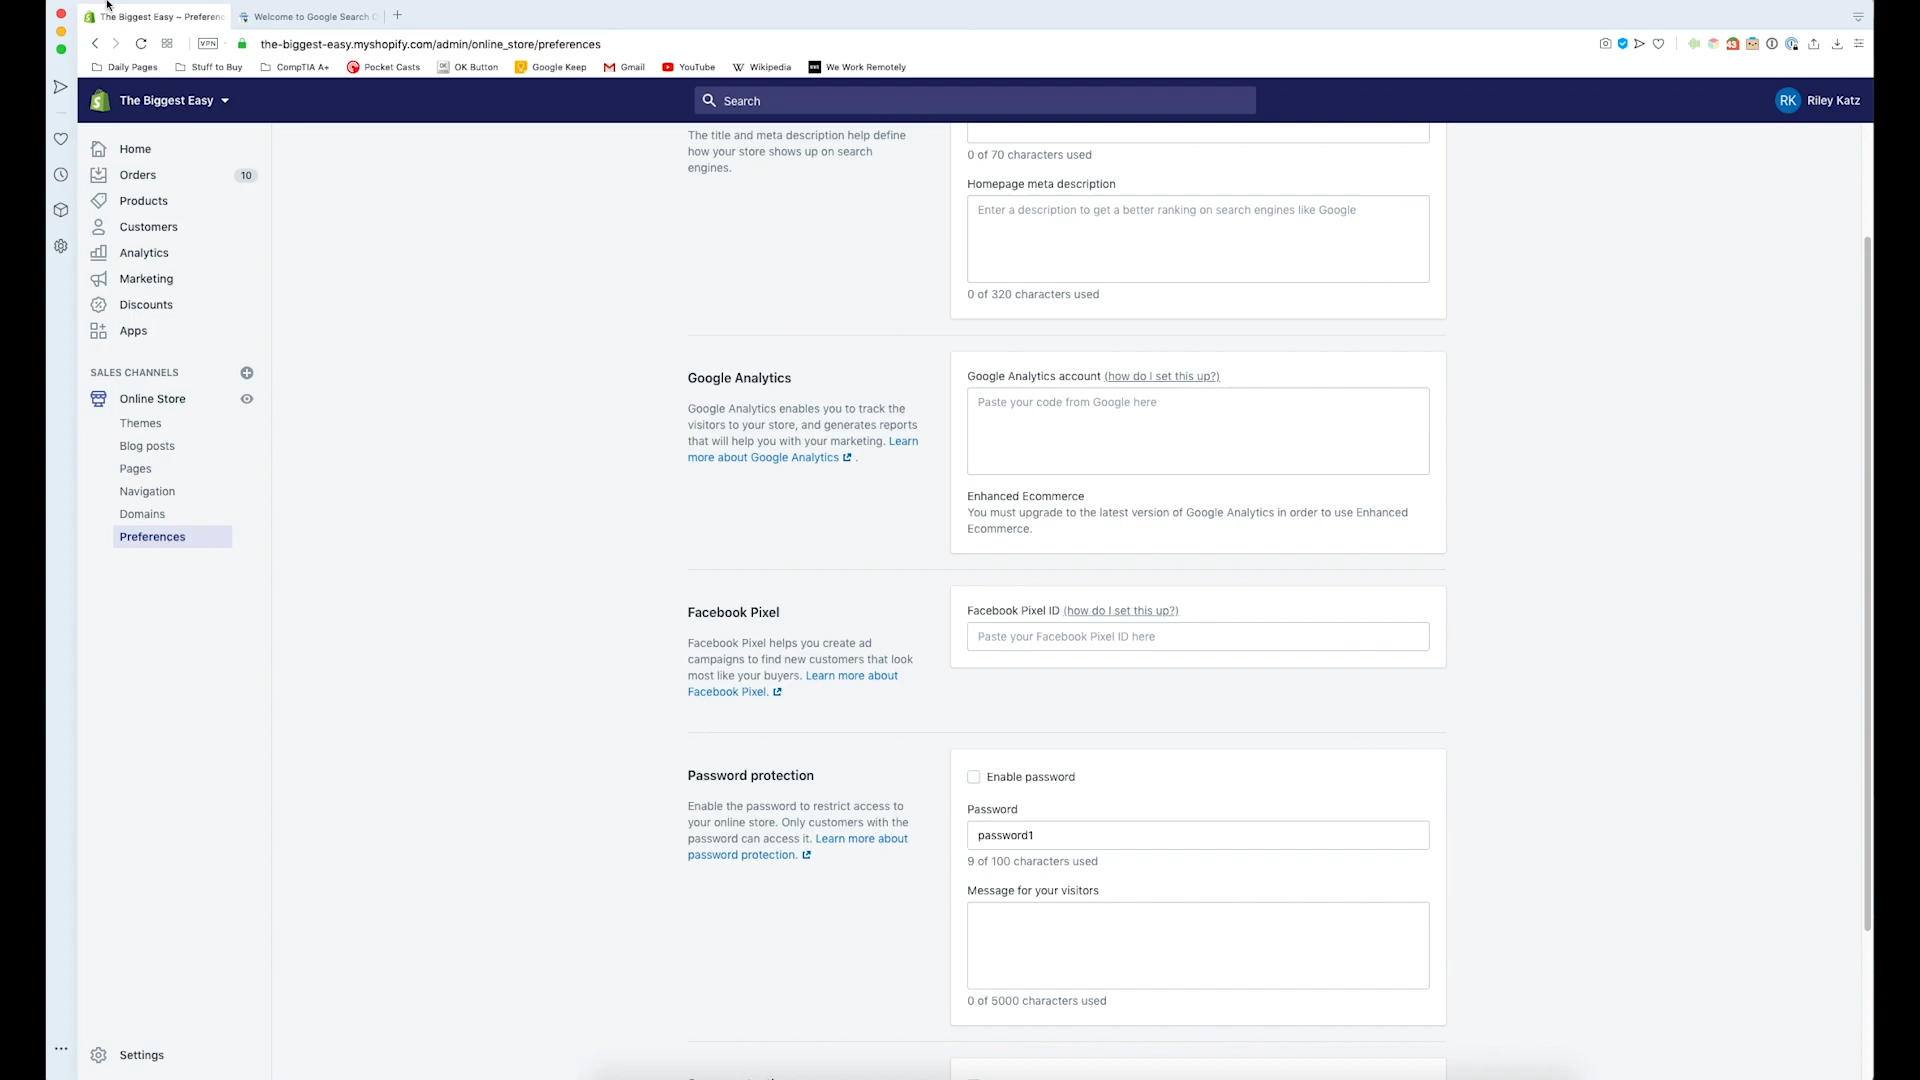 The Biggest Easy ~ Preferenc
Welcome to Google Search C
VPN
the-biggest-easy.myshopify.com/admin/online_store/preferences
Daily Pages
Stuff to Buy
CompTIA A+
Pocket Casts
OK Button
Google Keep
Gmail
YouTube
Wikipedia
We Work Remotely
The Biggest Easy
Search
RK
Riley Katz
Home
Orders
10
Products
Customers
Analytics
Marketing
Discounts
Apps
SALES CHANNELS
Online Store
Themes
Blog posts
Pages
Navigation
Domains
Preferences
Settings
The title and meta description help define
how your store shows up on search
engines.
0 of 70 characters used
Homepage meta description
Enter a description to get a better ranking on search engines like Google
0 of 320 characters used
Google Analytics
Google Analytics enables you to track the
visitors to your store, and generates reports
that will help you with your marketing. Learn
more about Google Analytics .
Google Analytics account (how do I set this up?)
Paste your code from Google here
Enhanced Ecommerce
You must upgrade to the latest version of Google Analytics in order to use Enhanced
Ecommerce.
Facebook Pixel
Facebook Pixel helps you create ad
campaigns to find new customers that look
most like your buyers. Learn more about
Facebook Pixel.
Facebook Pixel ID (how do I set this up?)
Paste your Facebook Pixel ID here
Password protection
Enable the password to restrict access to
your online store. Only customers with the
password can access it. Learn more about
password protection.
Enable password
Password
password1
9 of 100 characters used
Message for your visitors
0 of 5000 characters used